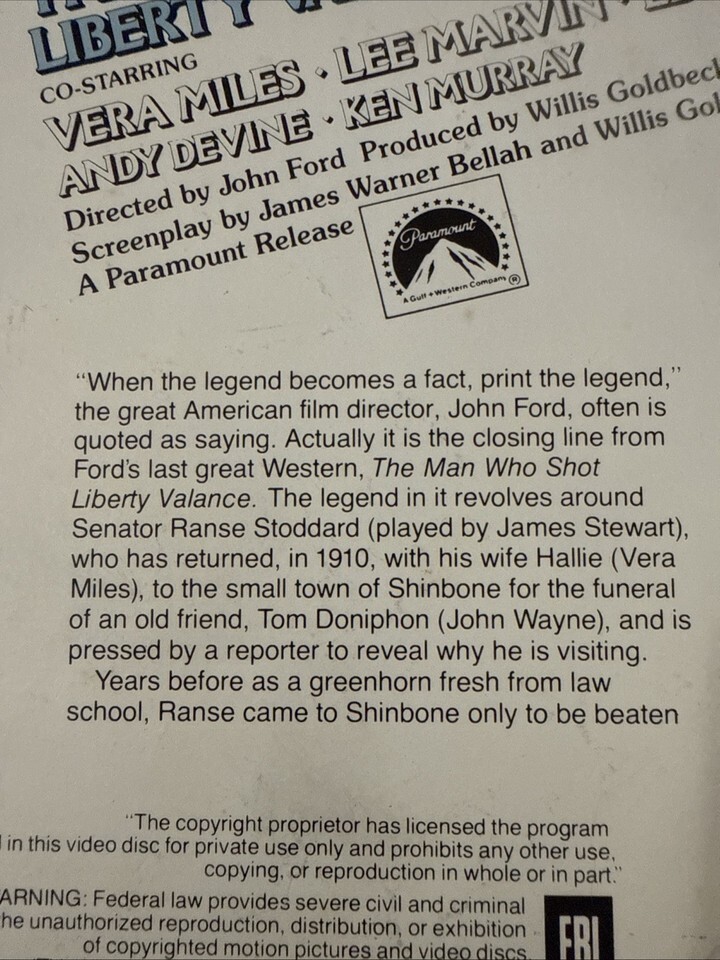 LIBERTY
CO-STARRING
VERA MILES · LEE MARVIN ·
ANDY DEVINE · KEN MURRAY
Directed by John Ford Produced by Willis Goldbeck
Screenplay by James Warner Bellah and Willis
A Paramount Release
Paramount
A Gulf + Western Company ®
“When the legend becomes a fact, print the legend,”
the great American film director, John Ford, often is
quoted as saying. Actually it is the closing line from
Ford's last great Western, The Man Who Shot
Liberty Valance. The legend in it revolves around
Senator Ranse Stoddard (played by James Stewart),
who has returned, in 1910, with his wife Hallie (Vera
Miles), to the small town of Shinbone for the funeral
of an old friend, Tom Doniphon (John Wayne), and is
pressed by a reporter to reveal why he is visiting.
Years before as a greenhorn fresh from law
school, Ranse came to Shinbone only to be beaten
“The copyright proprietor has licensed the program
in this video disc for private use only and prohibits any other use,
copying, or reproduction in whole or in part.”
ARNING: Federal law provides severe civil and criminal
he unauthorized reproduction, distribution, or exhibition
of copyrighted motion pictures and video discs
FBI